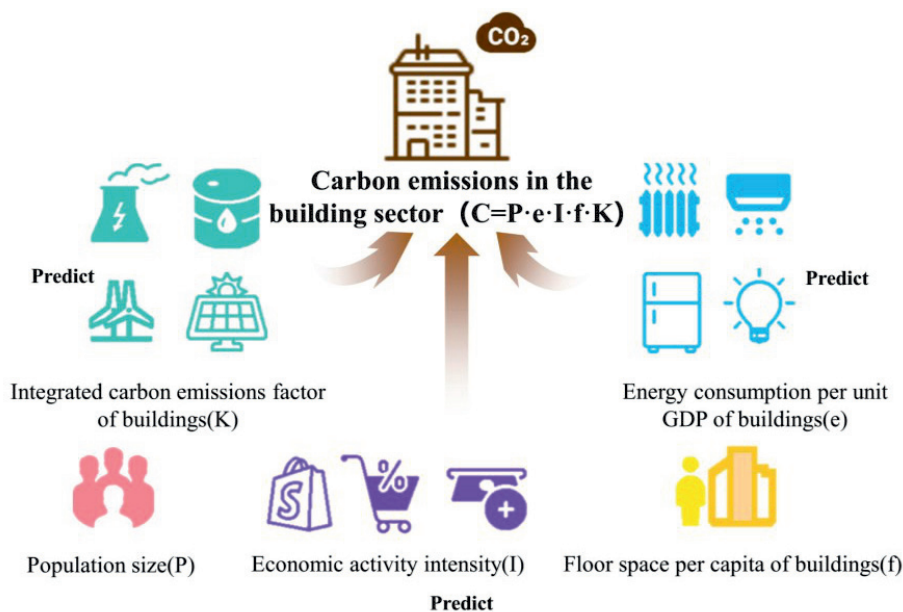 CO₂
Carbon emissions in the
building sector（C=P·e·I·f·K）
Predict
Predict
Integrated carbon emissions factor
of buildings(K)
Energy consumption per unit
GDP of buildings(e)
S
%
Population size(P)
Economic activity intensity(I)
Floor space per capita of buildings(f)
Predict